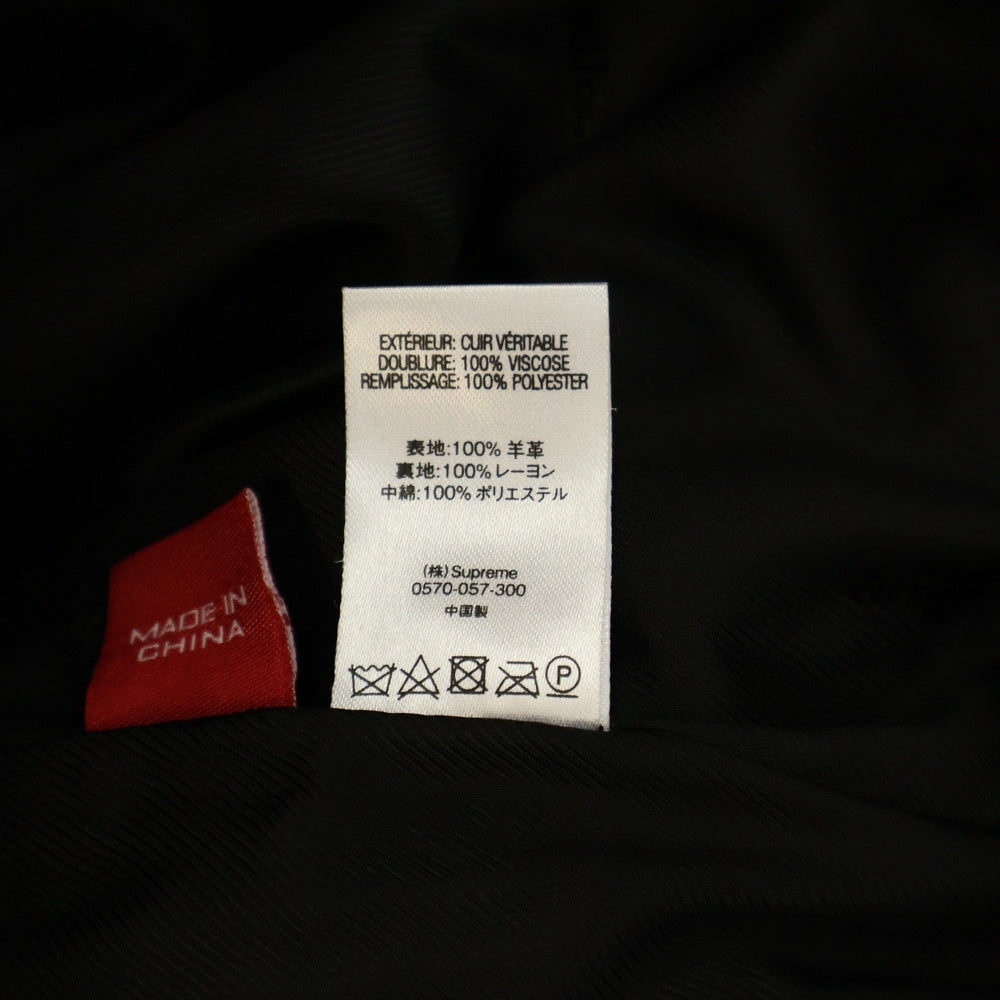 EXTÉRIEUR: CUIR VÉRITABLE
DOUBLURE: 100% VISCOSE
REMPLISSAGE: 100% POLYESTER
表地:100% 羊革
裏地:100%レーヨン
中綿:100% ポリエステル
(株)Supreme
0570-057-300
中国製
P
MADE IN
CHINA